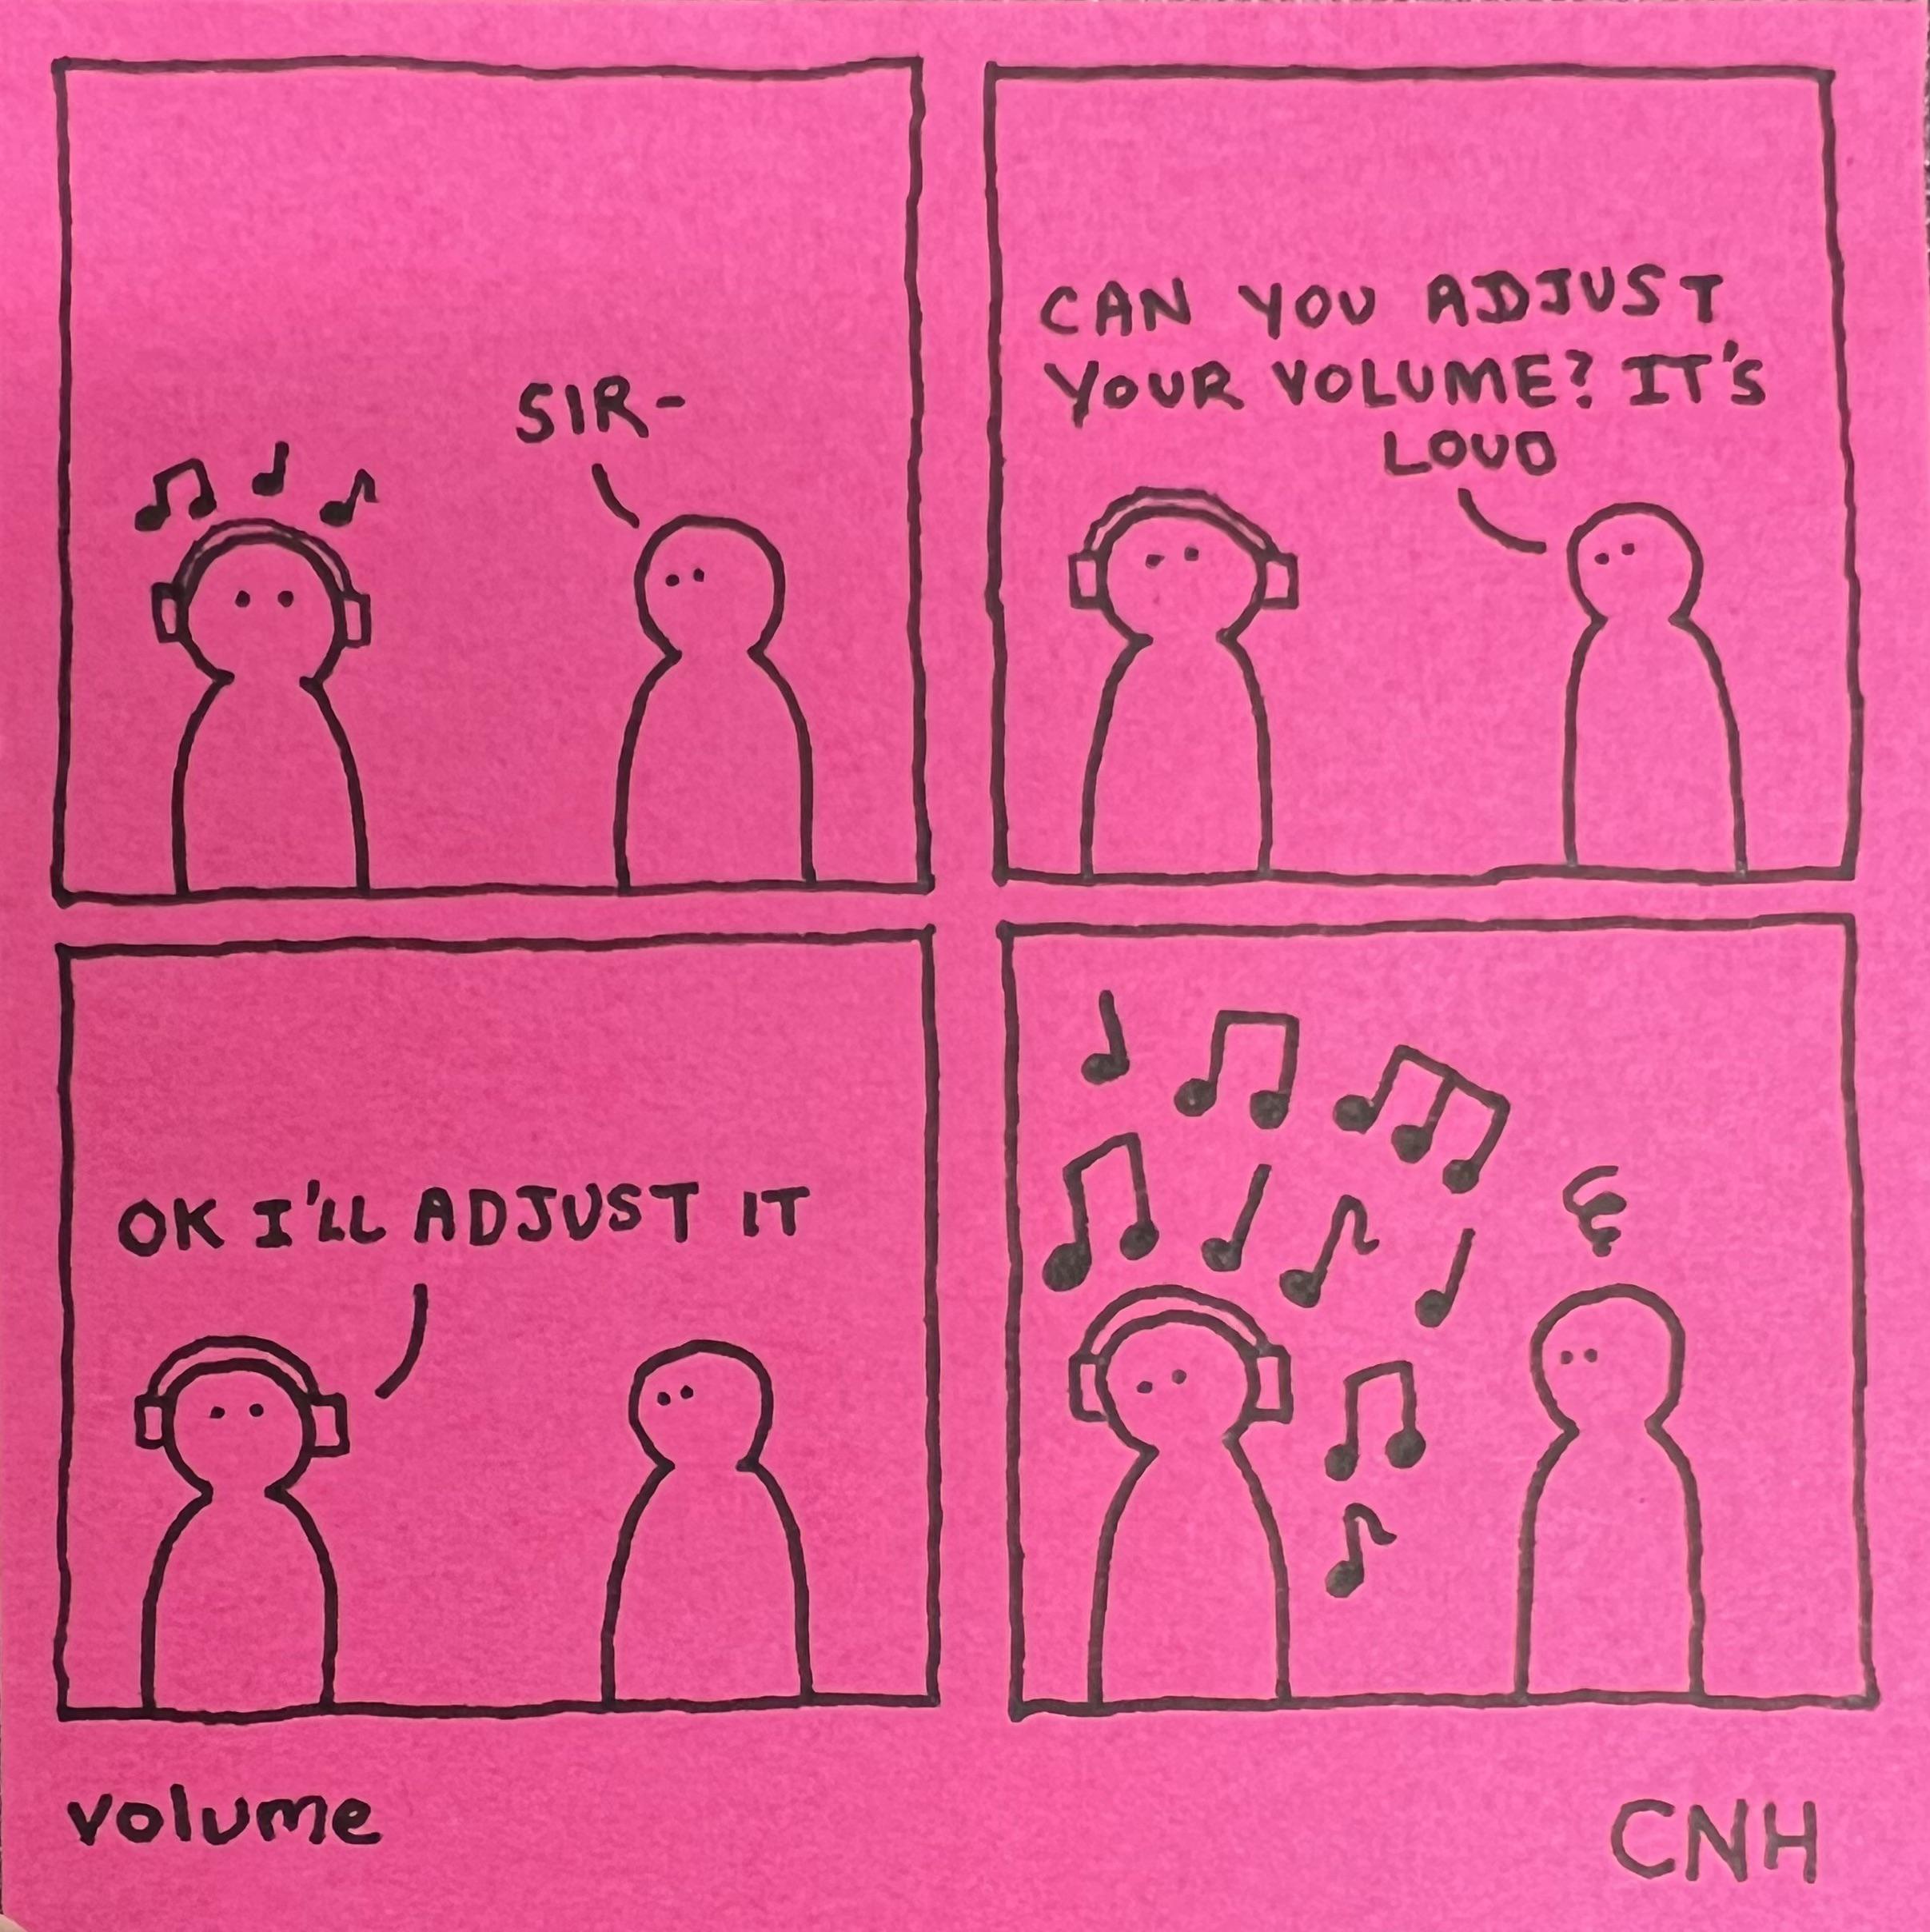 SIR-
CAN YOU ADJUST
YOUR VOLUME? IT'S
LOUD
OK I'LL ADJUST IT
volume
CNH